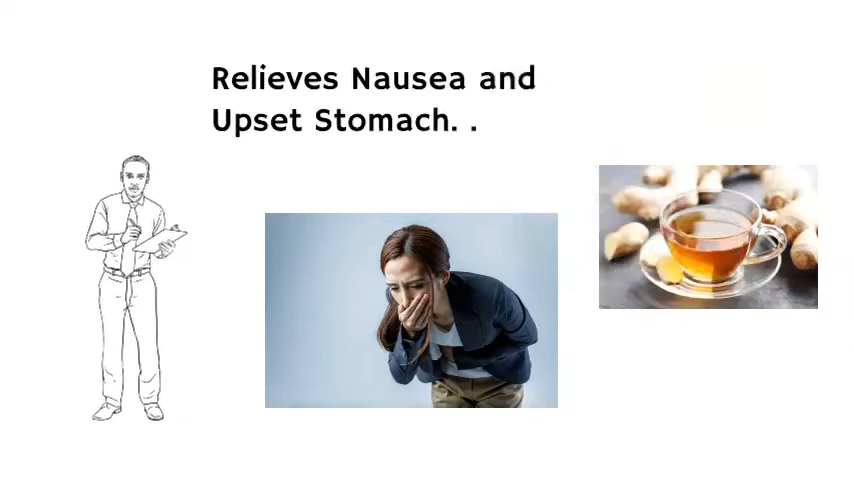 Relieves Nausea and
Upset Stomach. .